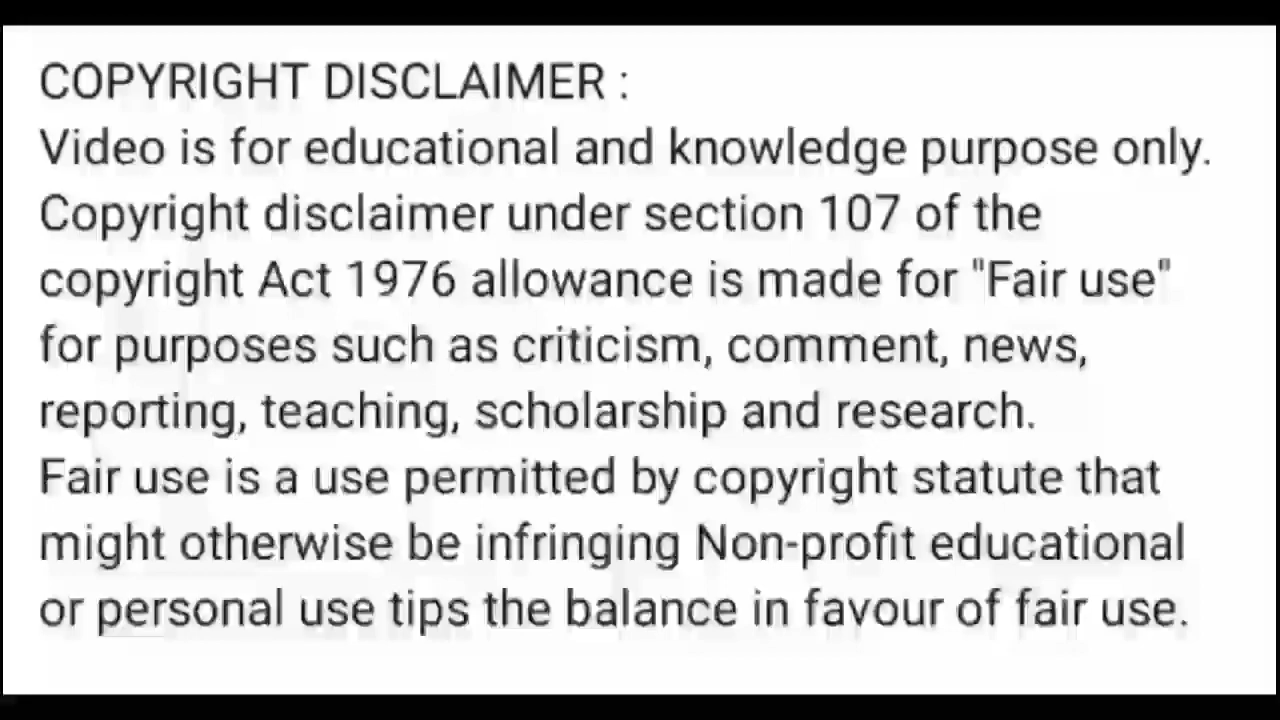 COPYRIGHT DISCLAIMER :
Video is for educational and knowledge purpose only.
Copyright disclaimer under section 107 of the
copyright Act 1976 allowance is made for "Fair use"
for purposes such as criticism, comment, news,
reporting, teaching, scholarship and research.
Fair use is a use permitted by copyright statute that
might otherwise be infringing Non-profit educational
or personal use tips the balance in favour of fair use.